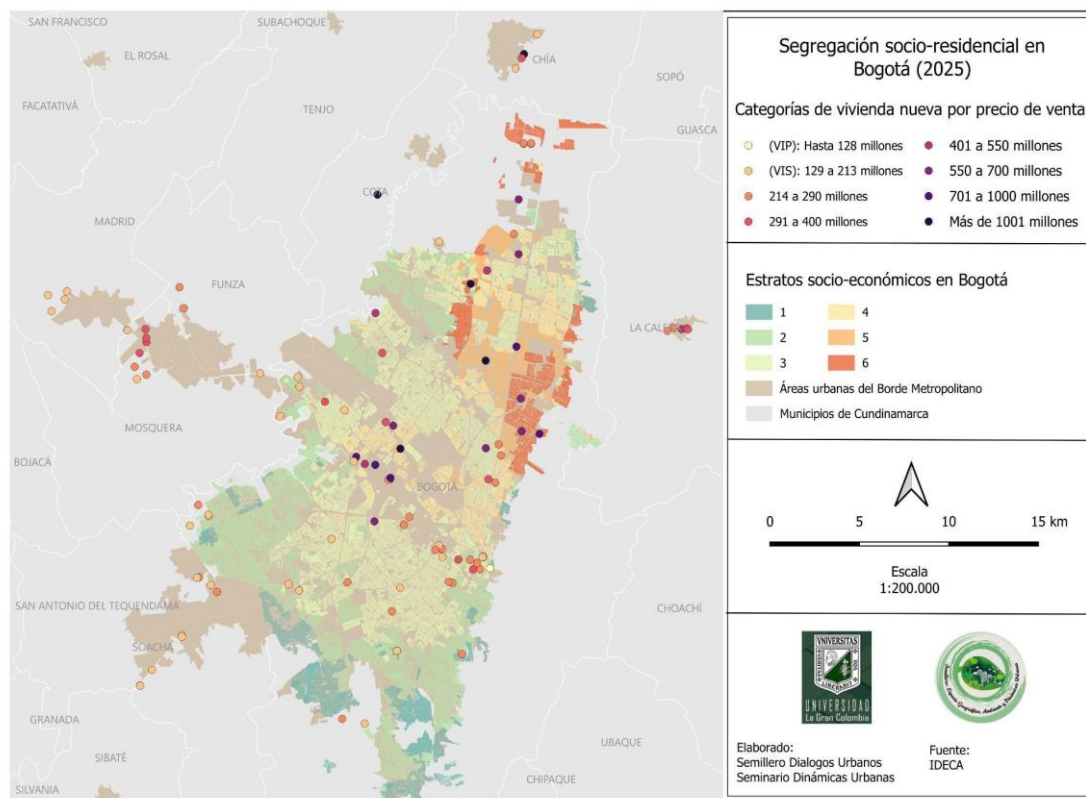 SAN FRANCISCO
SUBACHOQUE
EL ROSAL
CHÍA
SOPÓ
FACATATIVÁ
TENJO
GUASCA
COTA
MADRID
FUNZA
LA CALERA
MOSQUERA
BOJACÁ
BOGOTÁ
SAN ANTONIO DEL TEQUENDAMA
CHOACHÍ
SOACHA
GRANADA
UBAQUE
SIBATÉ
CHIPAQUE
SILVANIA
Segregación socio-residencial en
Bogotá (2025)
Categorías de vivienda nueva por precio de venta
(VIP): Hasta 128 millones
(VIS): 129 a 213 millones
214 a 290 millones
291 a 400 millones
401 a 550 millones
550 a 700 millones
701 a 1000 millones
Más de 1001 millones
Estratos socio-económicos en Bogotá
1
2
3
4
5
6
Áreas urbanas del Borde Metropolitano
Municipios de Cundinamarca
0 5 10 15 km
Escala
1:200.000
UNIVERSITAS
LIBERABIT
UNIVERSIDAD
La Gran Colombia
Elaborado:
Semillero Dialogos Urbanos
Seminario Dinámicas Urbanas
Fuente:
IDECA